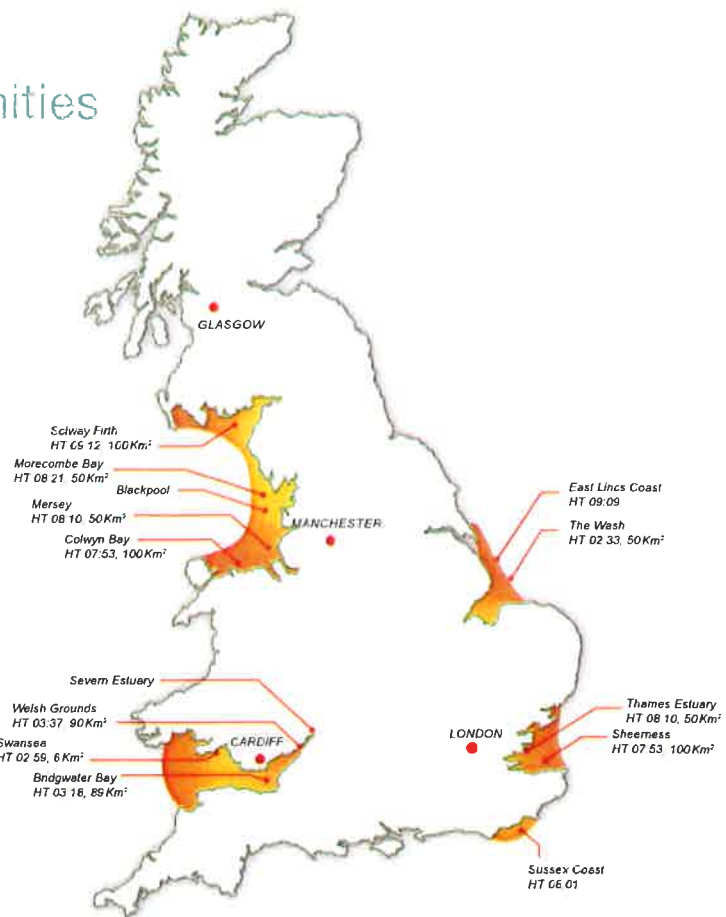 GLASGOW
Solway Firth
HT 09 12, 100Km²
Morecombe Bay
HT 08 21, 50Km²
Blackpool
Mersey
HT 08 10, 50Km²
Colwyn Bay
HT 07:53, 100Km²
MANCHESTER
East Lincs Coast
HT 09:09
The Wash
HT 02 33, 50Km²
Severn Estuary
Welsh Grounds
HT 03:37, 90Km²
Swansea
HT 02 59, 6Km²
CARDIFF
Bridgwater Bay
HT 03 18, 89Km²
LONDON
Thames Estuary
HT 08 10, 50Km²
Sheerness
HT 07 53, 100Km²
Sussex Coast
HT 06.01